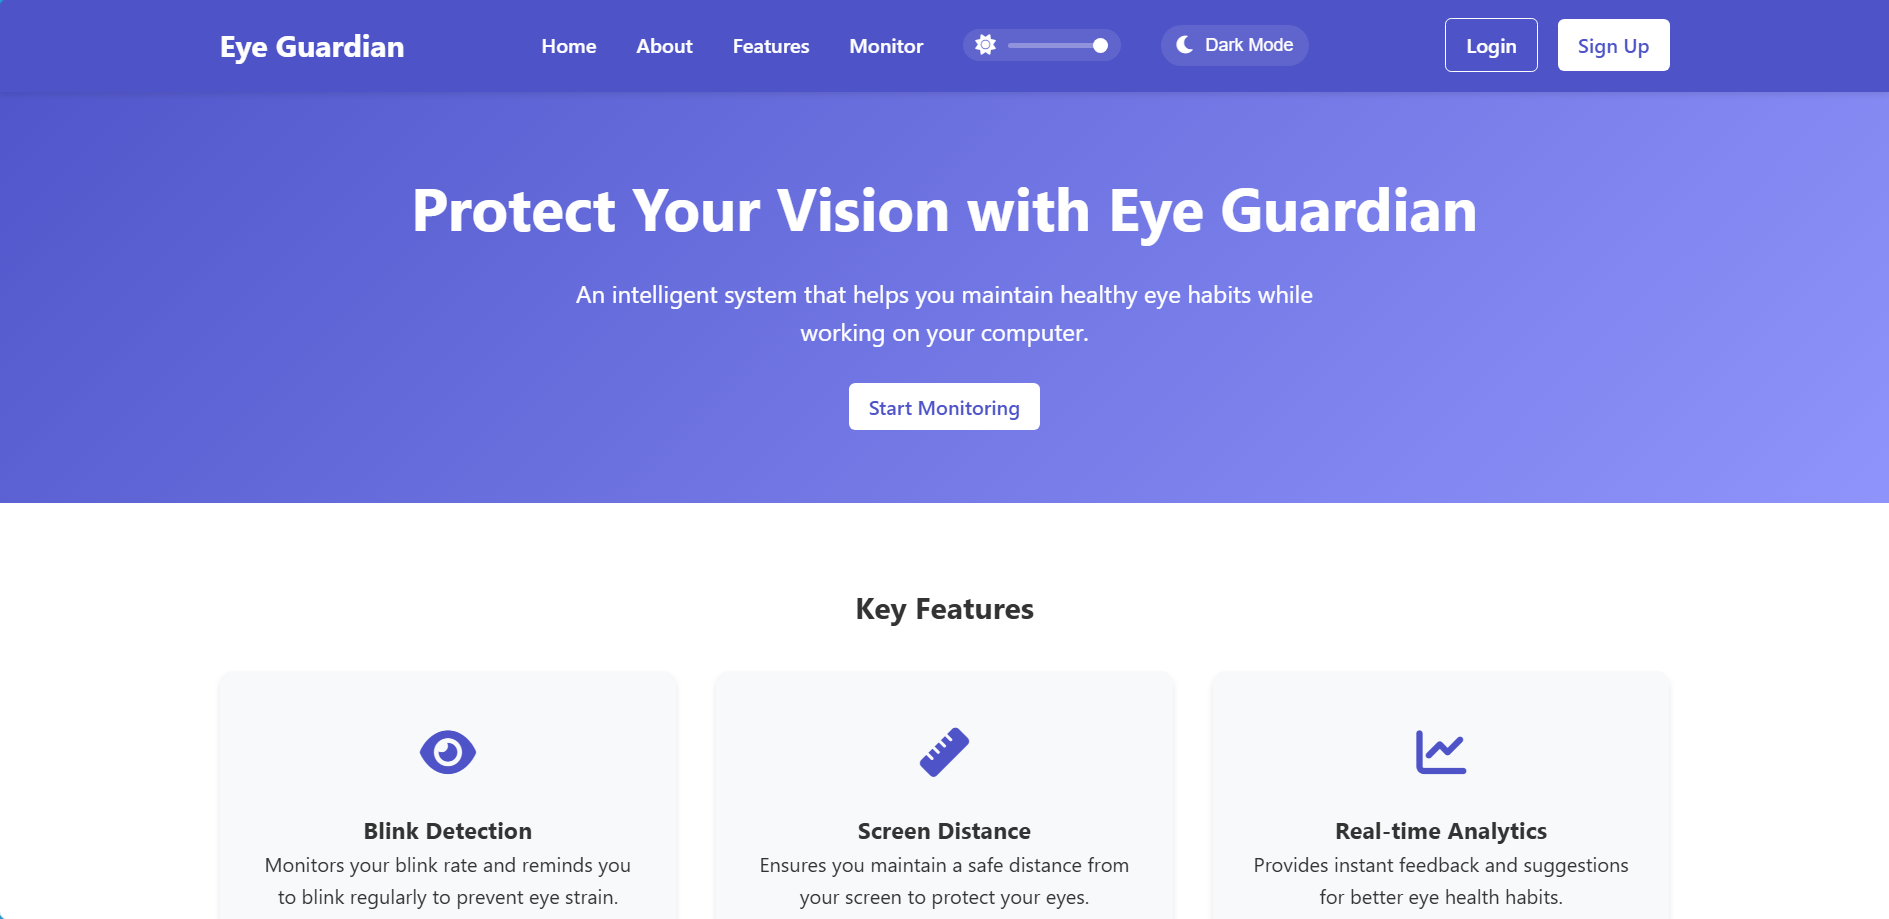 Eye Guardian
Home
About
Features
Monitor
Dark Mode
Login
Sign Up
Protect Your Vision with Eye Guardian
An intelligent system that helps you maintain healthy eye habits while
working on your computer.
Start Monitoring
Key Features
Blink Detection
Monitors your blink rate and reminds you
to blink regularly to prevent eye strain.
Screen Distance
Ensures you maintain a safe distance from
your screen to protect your eyes.
Real-time Analytics
Provides instant feedback and suggestions
for better eye health habits.